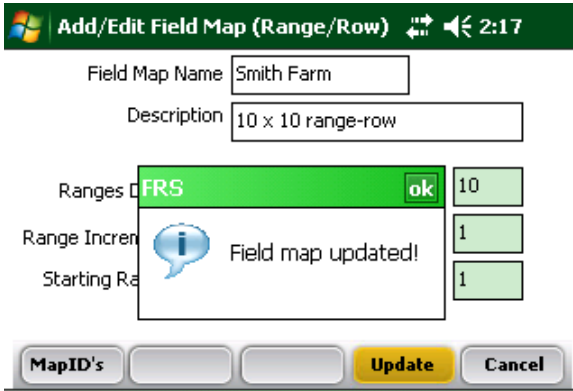 Add/Edit Field Map (Range/Row) 2:17
Field Map Name Smith Farm
Description 10 x 10 range-row
FRS ok
Ranges D 10
Range Increm 1
Field map updated!
Starting Ra 1
MapID's Update Cancel